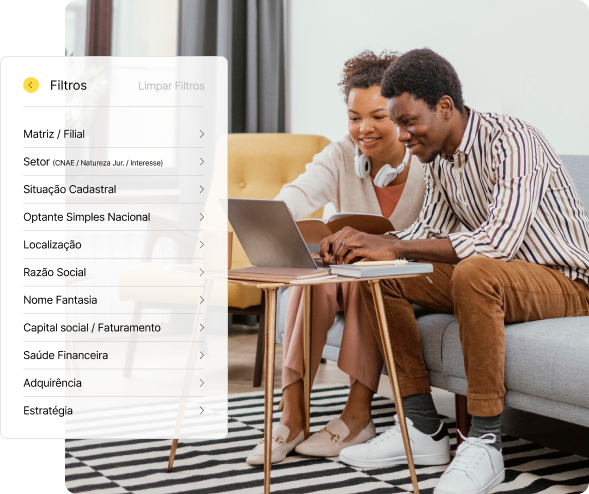 Filtros
Limpar Filtros
Matriz / Filial
Setor (CNAE / Natureza Jur. / Interesse)
Situação Cadastral
Optante Simples Nacional
Localização
Razão Social
Nome Fantasia
Capital social / Faturamento
Saúde Financeira
Adquirência
Estratégia